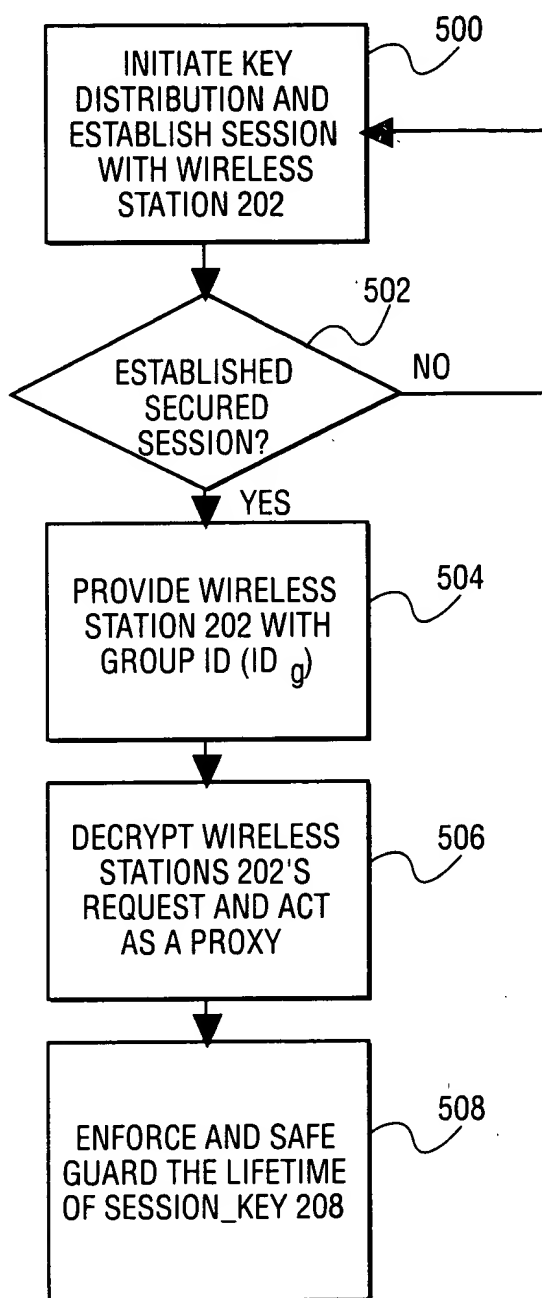 500
INITIATE KEY
DISTRIBUTION AND
ESTABLISH SESSION
WITH WIRELESS
STATION 202
502
ESTABLISHED
SECURED
SESSION?
NO
YES
504
PROVIDE WIRELESS
STATION 202 WITH
GROUP ID (ID g)
506
DECRYPT WIRELESS
STATIONS 202'S
REQUEST AND ACT
AS A PROXY
508
ENFORCE AND SAFE
GUARD THE LIFETIME
OF SESSION_KEY 208